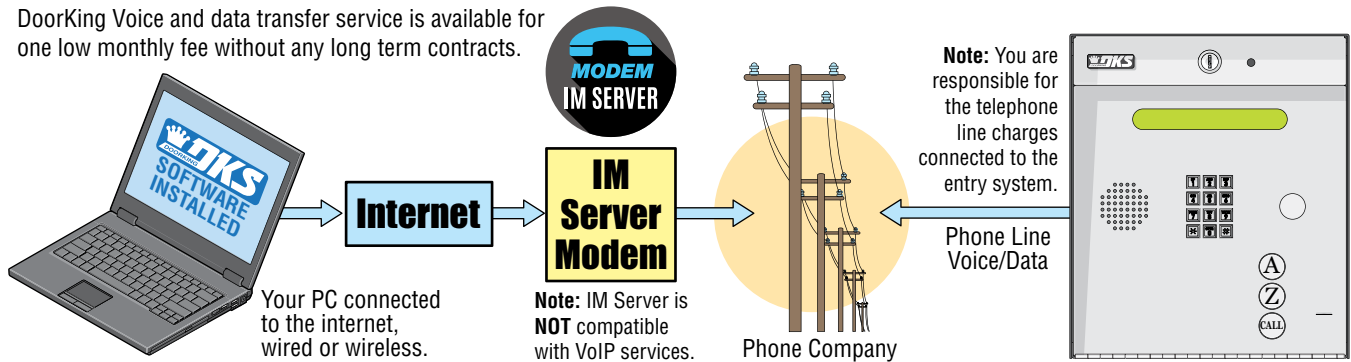 DoorKing Voice and data transfer service is available for
one low monthly fee without any long term contracts.
MODEM
IM SERVER
DKS
DOORKING
SOFTWARE
INSTALLED
Internet
IM
Server
Modem
Your PC connected
to the internet,
wired or wireless.
Note: IM Server is
NOT compatible
with VoIP services.
Phone Company
Note: You are
responsible for
the telephone
line charges
connected to the
entry system.
Phone Line
Voice/Data
DKS
A
Z
CALL